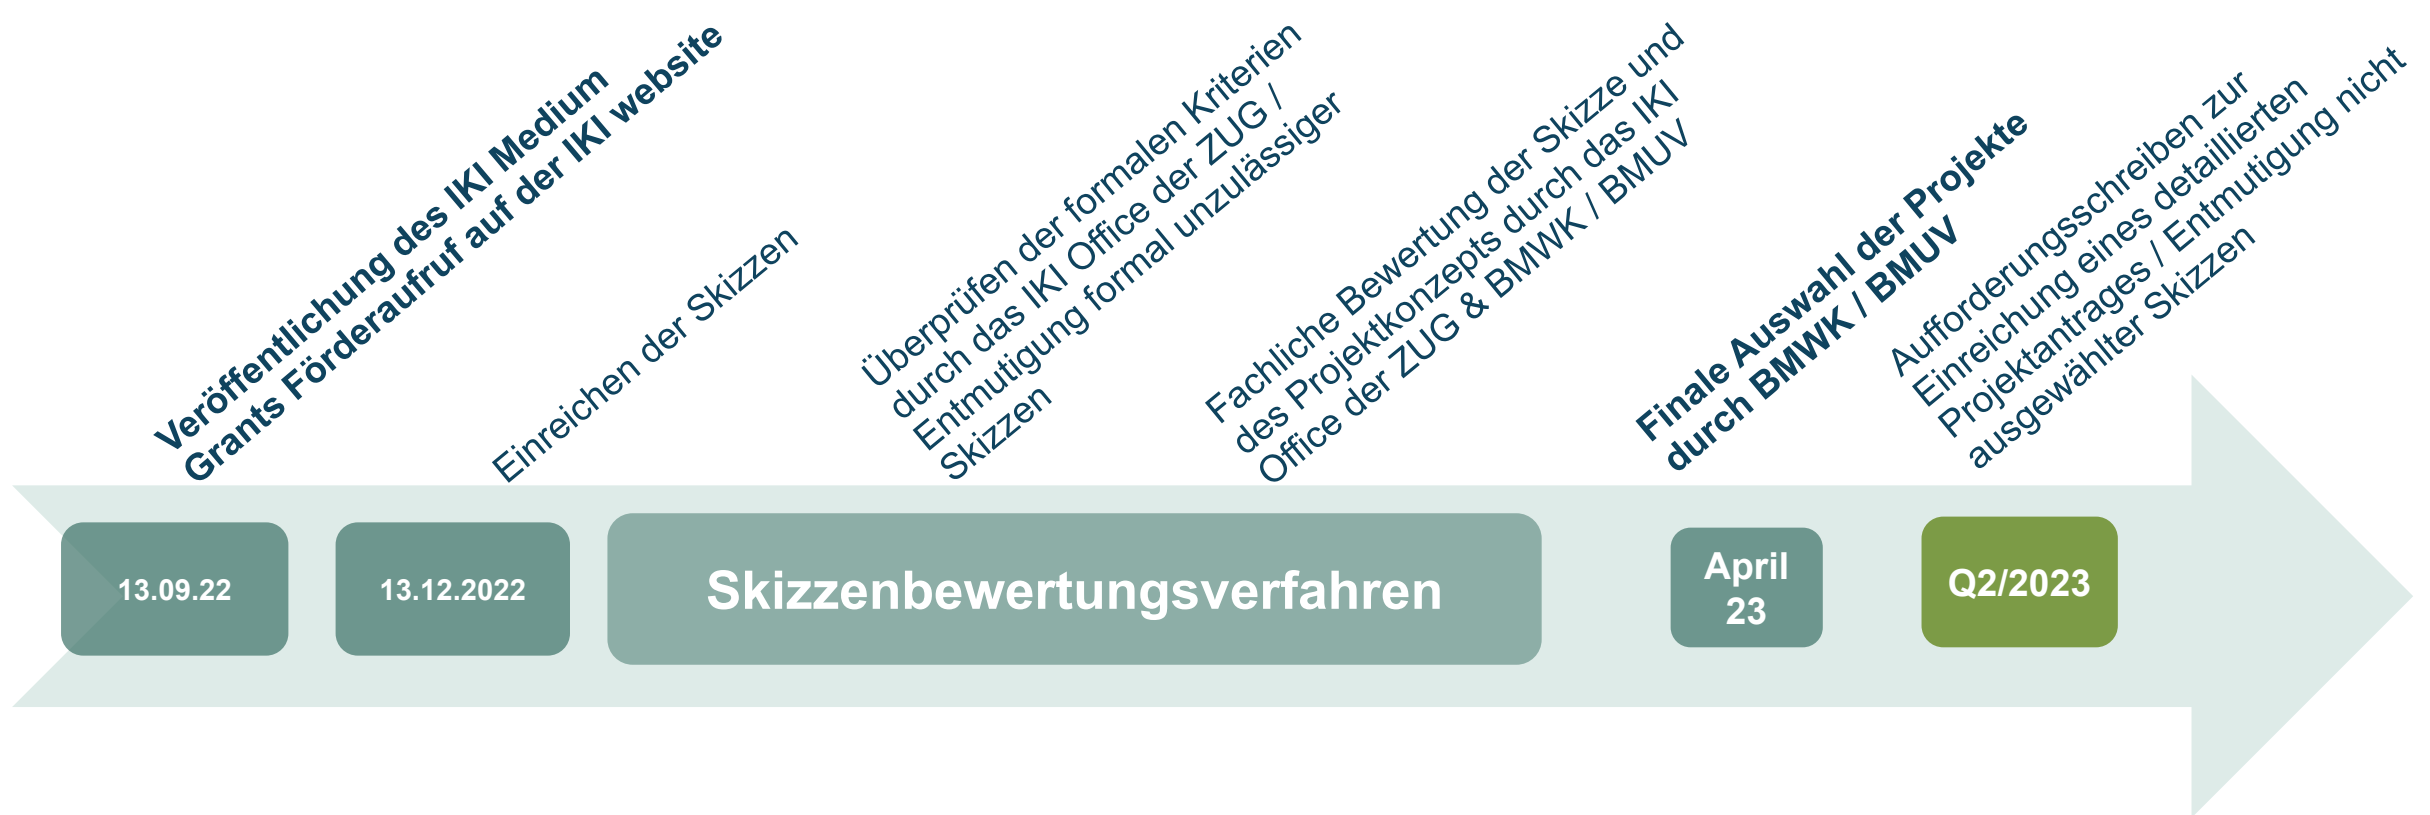 Veröffentlichung des IKI Medium
Grants Förderaufruf auf der IKI website
Einreichen der Skizzen
Überprüfen der formalen Kriterien
durch das IKI Office der ZUG /
Entmutigung formal unzulässiger
Skizzen
Fachliche Bewertung der Skizze und
des Projektkonzepts durch das IKI
Office der ZUG & BMWK / BMUV
Finale Auswahl der Projekte
durch BMWK / BMUV
Aufforderungsschreiben zur
Einreichung eines detaillierten
Projektantrages / Entmutigung nicht
ausgewählter Skizzen
13.09.22
13.12.2022
Skizzenbewertungsverfahren
April
23
Q2/2023